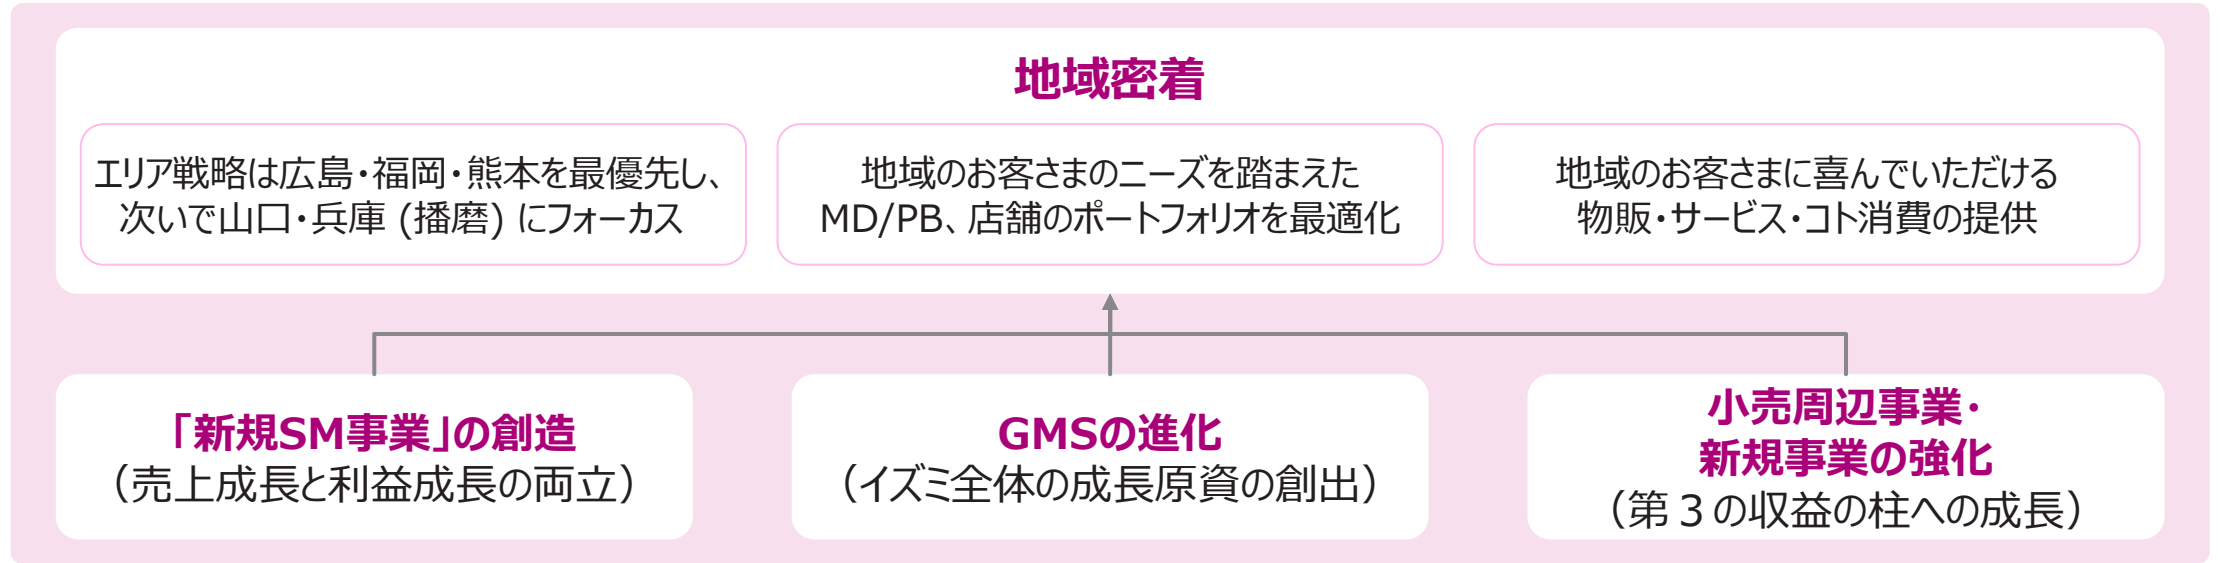 地域密着
エリア戦略は広島・福岡・熊本を最優先し、
次いで山口・兵庫 (播磨) にフォーカス
地域のお客さまのニーズを踏まえた
MD/PB、店舗のポートフォリオを最適化
地域のお客さまに喜んでいただける
物販・サービス・コト消費の提供
「新規SM事業」の創造
（売上成長と利益成長の両立）
GMSの進化
（イズミ全体の成長原資の創出）
小売周辺事業・
新規事業の強化
（第３の収益の柱への成長）